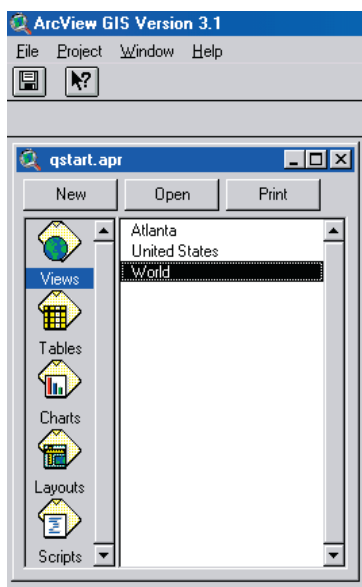 ArcView GIS Version 3.1
File Project Window Help
qstart.apr
New Open Print
Atlanta
United States
World
Views
Tables
Charts
Layouts
Scripts